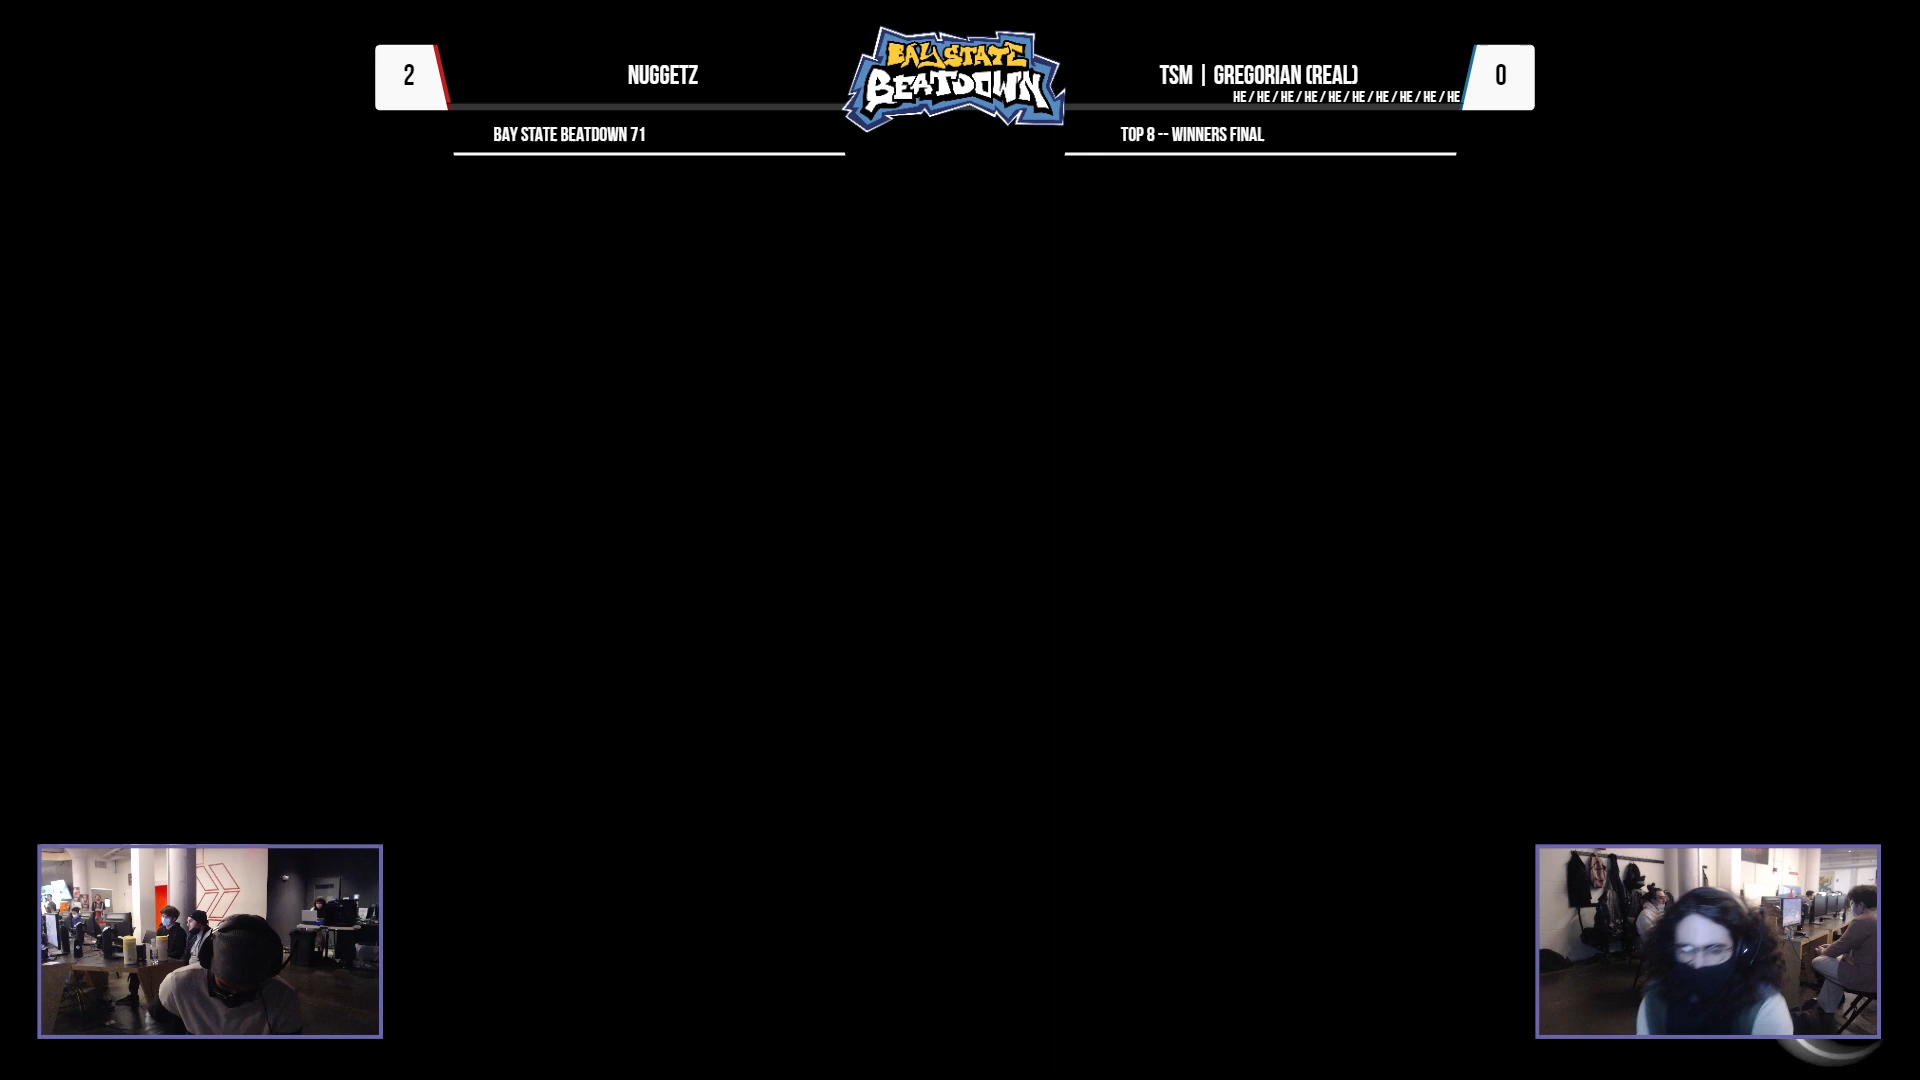 2
NUGGETZ
BAY STATE
BEATDOWN
TSM | GREGORIAN (REAL)
0
HE / HE / HE / HE / HE / HE / HE / HE / HE / HE
BAY STATE BEATDOWN 71
TOP 8 -- WINNERS FINAL